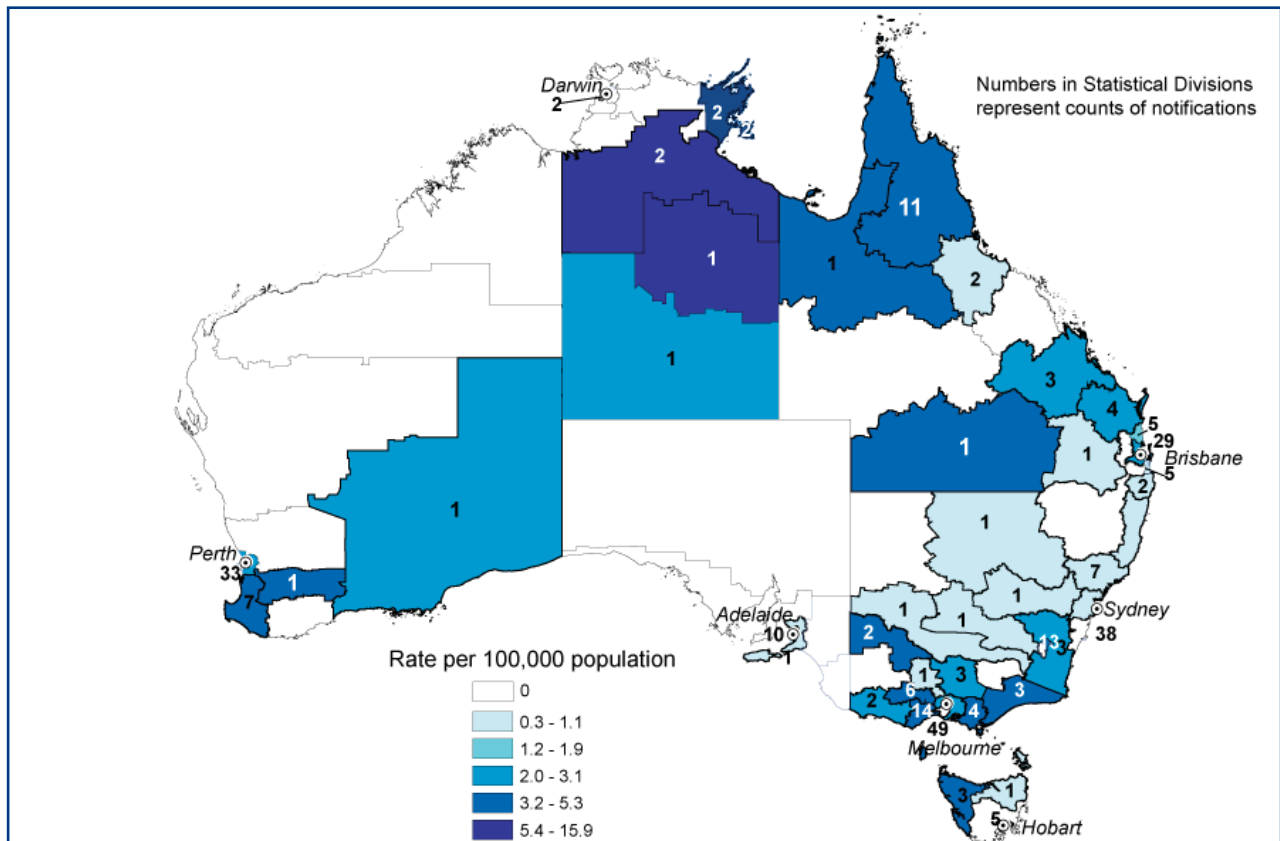 Darwin
2
Numbers in Statistical Divisions
represent counts of notifications
2
2
2
11
1
1
2
1
3
4
5
29
Brisbane
5
1
1
2
1
1
Perth
33
1
7
7
1
1
1
Sydney
38
Adelaide
10
1
2
13
3
Rate per 100,000 population
0
0.3 - 1.1
1.2 - 1.9
2.0 - 3.1
3.2 - 5.3
5.4 - 15.9
1
3
6
3
2
14
4
49
Melbourne
3
1
5
Hobart